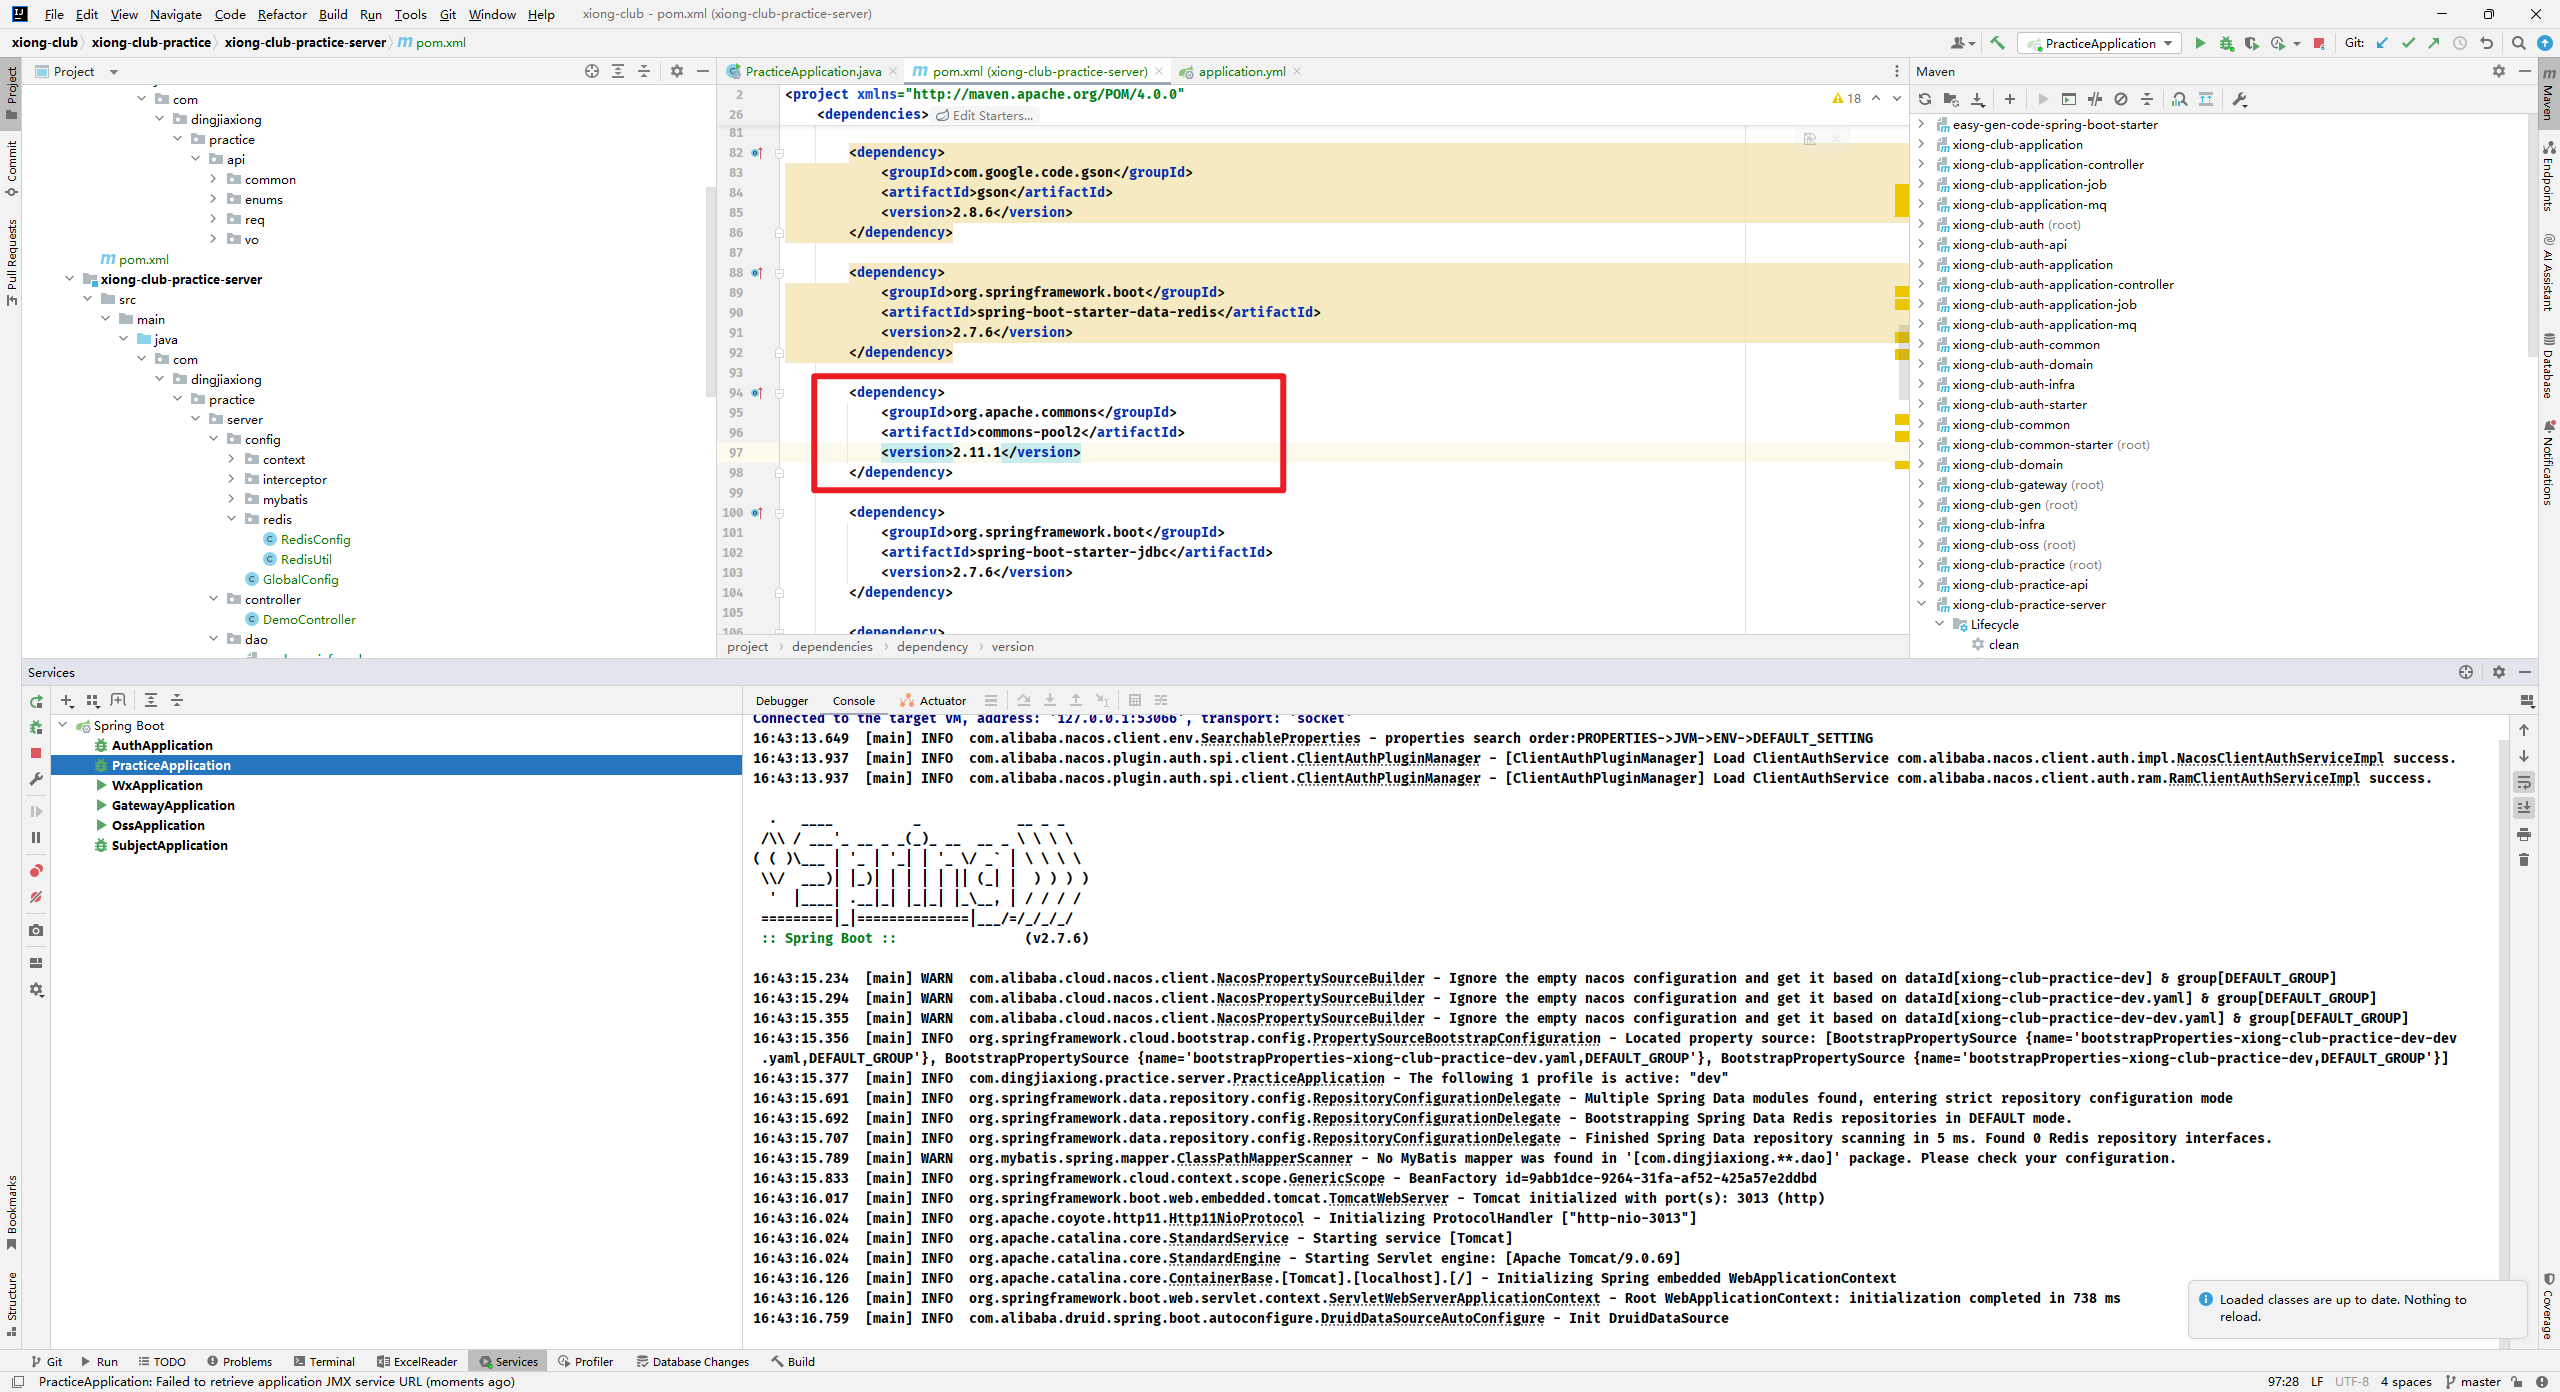 File Edit View Navigate Code Refactor Build Run Tools Git Window Help xiong-club - pom.xml (xiong-club-practice-server)
xiong-club xiong-club-practice xiong-club-practice-server pom.xml
PracticeApplication Git:
Project
Commit
Pull Requests
Bookmarks
Structure
Project
com
dingjiaxiong
practice
api
common
enums
req
vo
pom.xml
xiong-club-practice-server
src
main
java
com
dingjiaxiong
practice
server
config
context
interceptor
mybatis
redis
RedisConfig
RedisUtil
GlobalConfig
controller
DemoController
dao
PracticeApplication.java pom.xml (xiong-club-practice-server) application.yml
18
2 <project xmlns="http://maven.apache.org/POM/4.0.0"
26 <dependencies> Edit Starters...
81
82 <dependency>
83 <groupId>com.google.code.gson</groupId>
84 <artifactId>gson</artifactId>
85 <version>2.8.6</version>
86 </dependency>
87
88 <dependency>
89 <groupId>org.springframework.boot</groupId>
90 <artifactId>spring-boot-starter-data-redis</artifactId>
91 <version>2.7.6</version>
92 </dependency>
93
94 <dependency>
95 <groupId>org.apache.commons</groupId>
96 <artifactId>commons-pool2</artifactId>
97 <version>2.11.1</version>
98 </dependency>
99
100 <dependency>
101 <groupId>org.springframework.boot</groupId>
102 <artifactId>spring-boot-starter-jdbc</artifactId>
103 <version>2.7.6</version>
104 </dependency>
105
106 <dependency>
project dependencies dependency version
Maven
easy-gen-code-spring-boot-starter
xiong-club-application
xiong-club-application-controller
xiong-club-application-job
xiong-club-application-mq
xiong-club-auth (root)
xiong-club-auth-api
xiong-club-auth-application
xiong-club-auth-application-controller
xiong-club-auth-application-job
xiong-club-auth-application-mq
xiong-club-auth-common
xiong-club-auth-domain
xiong-club-auth-infra
xiong-club-auth-starter
xiong-club-common
xiong-club-common-starter (root)
xiong-club-domain
xiong-club-gateway (root)
xiong-club-gen (root)
xiong-club-infra
xiong-club-oss (root)
xiong-club-practice (root)
xiong-club-practice-api
xiong-club-practice-server
Lifecycle
clean
Maven
Endpoints
AI Assistant
Database
Notifications
Coverage
Services
Spring Boot
AuthApplication
PracticeApplication
WxApplication
GatewayApplication
OssApplication
SubjectApplication
Debugger Console Actuator
Connected to the target VM, address: '127.0.0.1:53066', transport: 'socket'
16:43:13.649 [main] INFO com.alibaba.nacos.client.env.SearchableProperties - properties search order:PROPERTIES->JVM->ENV->DEFAULT_SETTING
16:43:13.937 [main] INFO com.alibaba.nacos.plugin.auth.spi.client.ClientAuthPluginManager - [ClientAuthPluginManager] Load ClientAuthService com.alibaba.nacos.client.auth.impl.NacosClientAuthServiceImpl success.
16:43:13.937 [main] INFO com.alibaba.nacos.plugin.auth.spi.client.ClientAuthPluginManager - [ClientAuthPluginManager] Load ClientAuthService com.alibaba.nacos.client.auth.ram.RamClientAuthServiceImpl success.
  .   ____          _            __ _ _
 /\\ / ___'_ __ _ _(_)_ __  __ _ \ \ \ \
( ( )\___ | '_ | '_| | '_ \/ _` | \ \ \ \
 \\/  ___)| |_)| | | | | || (_| |  ) ) ) )
  '  |____| .__|_| |_|_| |_\__, | / / / /
 =========|_|==============|___/=/_/_/_/
 :: Spring Boot :: (v2.7.6)
16:43:15.234 [main] WARN com.alibaba.cloud.nacos.client.NacosPropertySourceBuilder - Ignore the empty nacos configuration and get it based on dataId[xiong-club-practice-dev] & group[DEFAULT_GROUP]
16:43:15.294 [main] WARN com.alibaba.cloud.nacos.client.NacosPropertySourceBuilder - Ignore the empty nacos configuration and get it based on dataId[xiong-club-practice-dev.yaml] & group[DEFAULT_GROUP]
16:43:15.355 [main] WARN com.alibaba.cloud.nacos.client.NacosPropertySourceBuilder - Ignore the empty nacos configuration and get it based on dataId[xiong-club-practice-dev-dev.yaml] & group[DEFAULT_GROUP]
16:43:15.356 [main] INFO org.springframework.cloud.bootstrap.config.PropertySourceBootstrapConfiguration - Located property source: [BootstrapPropertySource {name='bootstrapProperties-xiong-club-practice-dev-dev
.yaml,DEFAULT_GROUP'}, BootstrapPropertySource {name='bootstrapProperties-xiong-club-practice-dev.yaml,DEFAULT_GROUP'}, BootstrapPropertySource {name='bootstrapProperties-xiong-club-practice-dev,DEFAULT_GROUP'}]
16:43:15.377 [main] INFO com.dingjiaxiong.practice.server.PracticeApplication - The following 1 profile is active: "dev"
16:43:15.691 [main] INFO org.springframework.data.repository.config.RepositoryConfigurationDelegate - Multiple Spring Data modules found, entering strict repository configuration mode
16:43:15.692 [main] INFO org.springframework.data.repository.config.RepositoryConfigurationDelegate - Bootstrapping Spring Data Redis repositories in DEFAULT mode.
16:43:15.707 [main] INFO org.springframework.data.repository.config.RepositoryConfigurationDelegate - Finished Spring Data repository scanning in 5 ms. Found 0 Redis repository interfaces.
16:43:15.789 [main] WARN org.mybatis.spring.mapper.ClassPathMapperScanner - No MyBatis mapper was found in '[com.dingjiaxiong.**.dao]' package. Please check your configuration.
16:43:15.833 [main] INFO org.springframework.cloud.context.scope.GenericScope - BeanFactory id=9abb1dce-9264-31fa-af52-425a57e2ddbd
16:43:16.017 [main] INFO org.springframework.boot.web.embedded.tomcat.TomcatWebServer - Tomcat initialized with port(s): 3013 (http)
16:43:16.024 [main] INFO org.apache.coyote.http11.Http11NioProtocol - Initializing ProtocolHandler ["http-nio-3013"]
16:43:16.024 [main] INFO org.apache.catalina.core.StandardService - Starting service [Tomcat]
16:43:16.024 [main] INFO org.apache.catalina.core.StandardEngine - Starting Servlet engine: [Apache Tomcat/9.0.69]
16:43:16.126 [main] INFO org.apache.catalina.core.ContainerBase.[Tomcat].[localhost].[/] - Initializing Spring embedded WebApplicationContext
16:43:16.126 [main] INFO org.springframework.boot.web.servlet.context.ServletWebServerApplicationContext - Root WebApplicationContext: initialization completed in 738 ms
16:43:16.759 [main] INFO com.alibaba.druid.spring.boot.autoconfigure.DruidDataSourceAutoConfigure - Init DruidDataSource
Loaded classes are up to date. Nothing to
reload.
Git Run TODO Problems Terminal ExcelReader Services Profiler Database Changes Build
PracticeApplication: Failed to retrieve application JMX service URL (moments ago) 97:28 LF UTF-8 4 spaces master